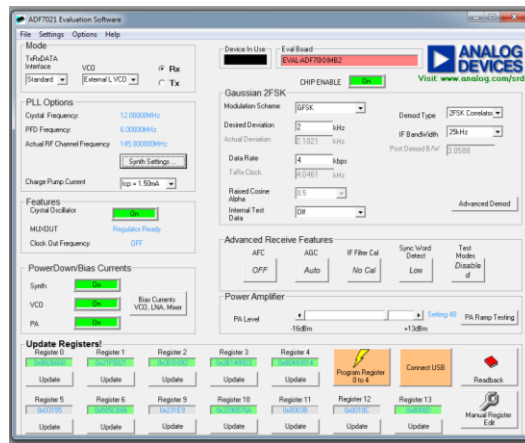 ADF7021 Evaluation Software
File Settings Options Help
Mode
TxRxDATA
Interface
VCO
Standard
External L VCO
Rx
Tx
Device In Use
Eval Board
EVAL-ADF70XXMB2
ANALOG
DEVICES
CHIP ENABLE
On
Visit: www.analog.com/srd
PLL Options
Crystal Frequency:
12.00000MHz
PFD Frequency:
6.00000MHz
Actual RF Channel Frequency
145.000000MHz
Synth Settings ...
Charge Pump Current
Icp = 1.50mA
Gaussian 2FSK
Modulation Scheme
GFSK
Desired Deviation
2
kHz
Actual Deviation
2.1021
kHz
Data Rate
4
kbps
TxRx Clock
4.0461
kHz
Raised Cosine
Alpha
0.5
Internal Test
Data
Off
Demod Type
2FSK Correlator
IF BandWidth
25kHz
Post Demod B/W
3.8588
Advanced Demod
Features
Crystal Oscillator
On
MUXOUT
Regulator Ready
Clock Out Frequency
OFF
Advanced Receive Features
AFC
OFF
AGC
Auto
IF Filter Cal
No Cal
Sync Word
Detect
Low
Test
Modes
Disable
d
PowerDown/Bias Currents
Synth
On
VCO
On
PA
On
Bias Currents
VCO, LNA, Mixer
Power Amplifier
PA Level
-16dBm
+13dBm
Setting 48
PA Ramp Testing
Update Registers!
Register 0
Register 1
Register 2
Register 3
Register 4
Update
Update
Update
Update
Update
Program Register
0 to 4
Connect USB
Readback
Register 5
Register 6
Register 9
Register 10
Register 11
Register 12
Register 13
0x3155
0x231E9
0x3296576A
Update
Update
Update
Update
Update
Update
Update
Manual Register
Edit